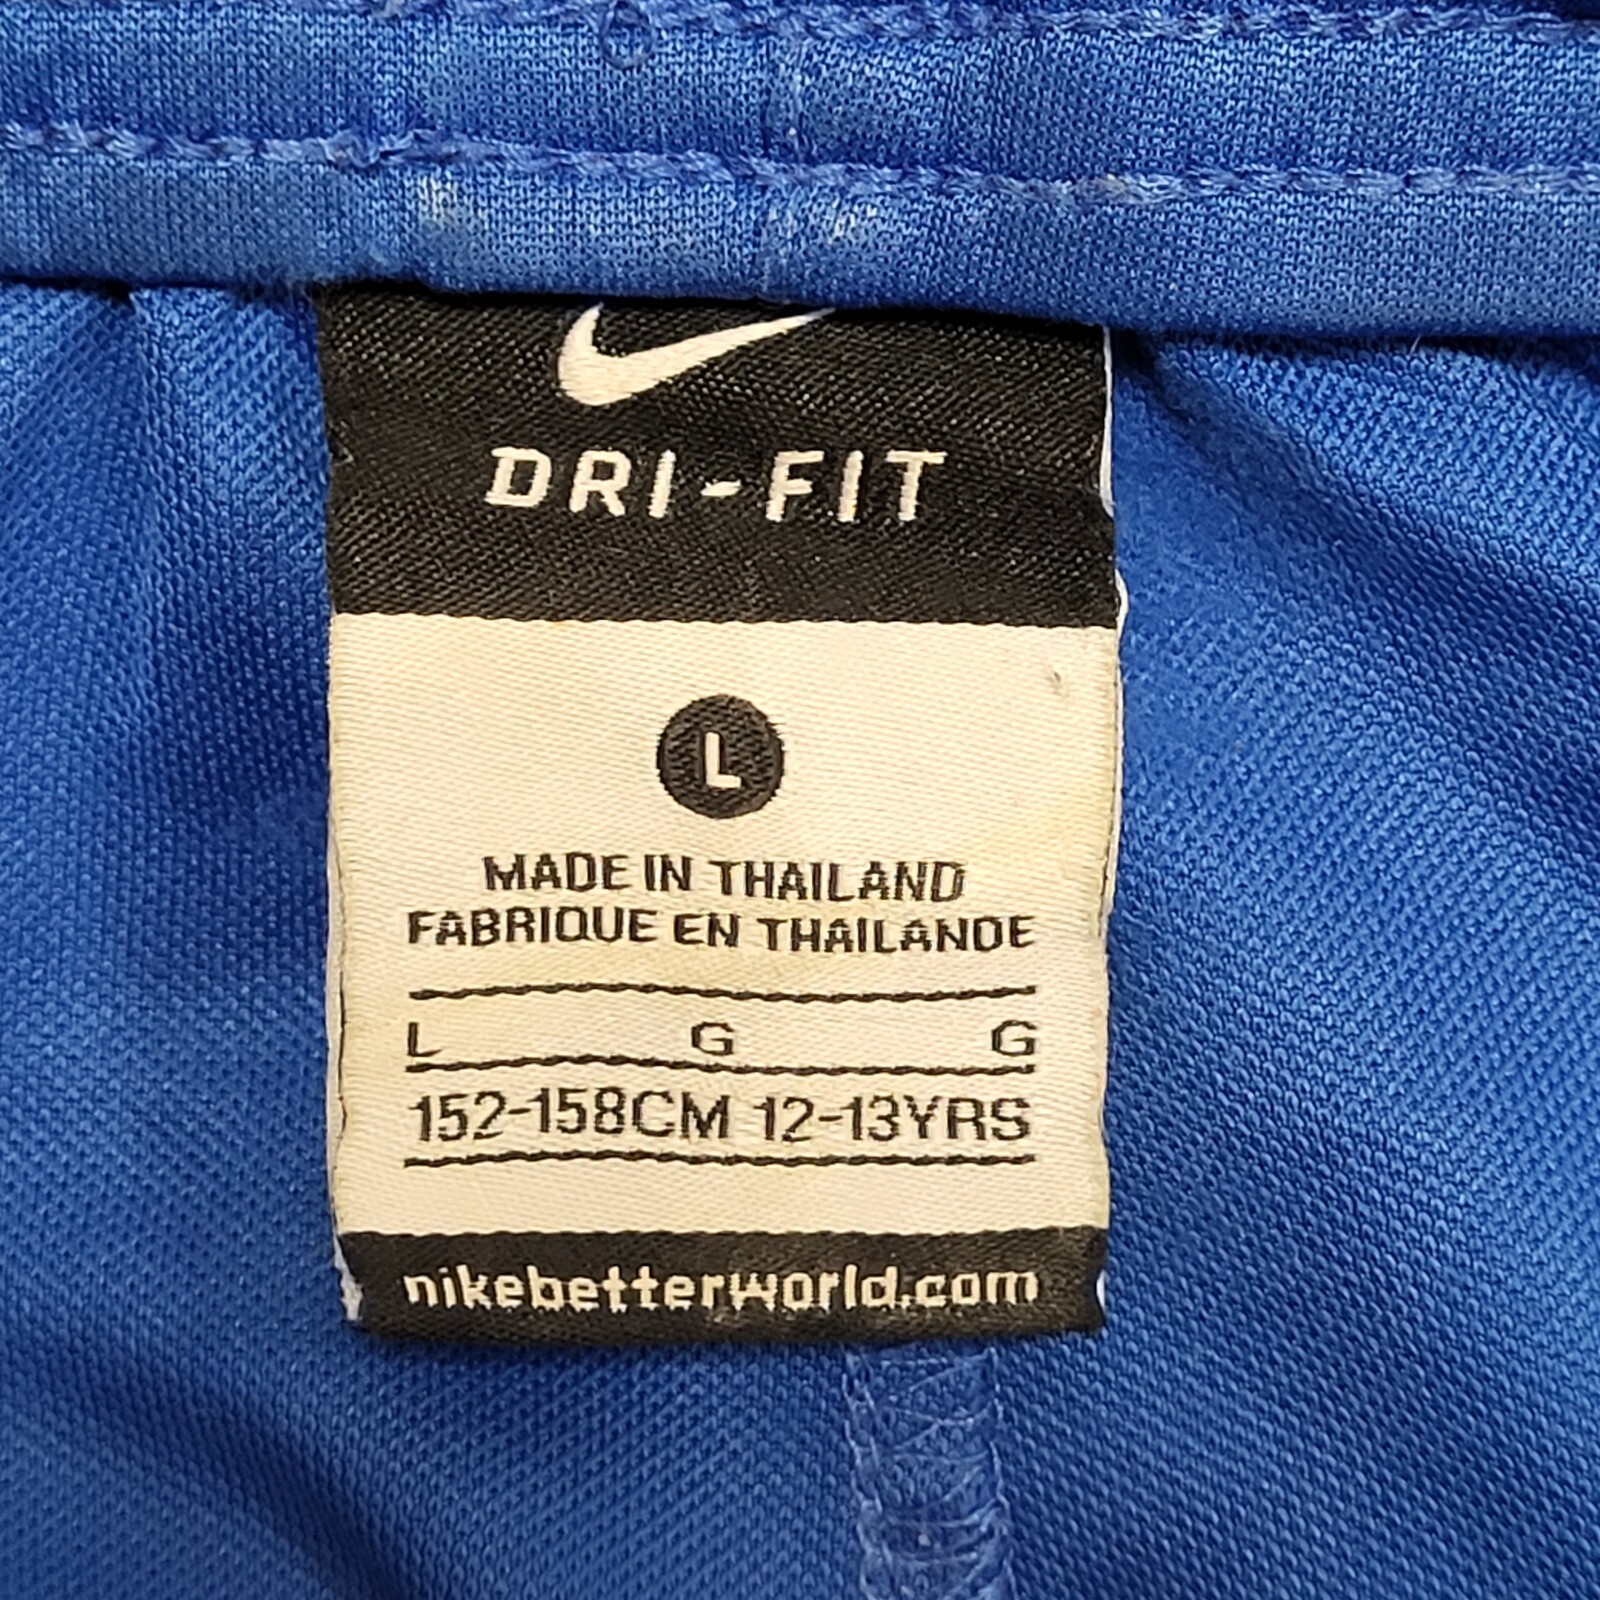 DRI-FIT
L
MADE IN THAILAND
FABRIQUE EN THAILANDE
L G G
152-158CM 12-13YRS
nikebetterworld.com